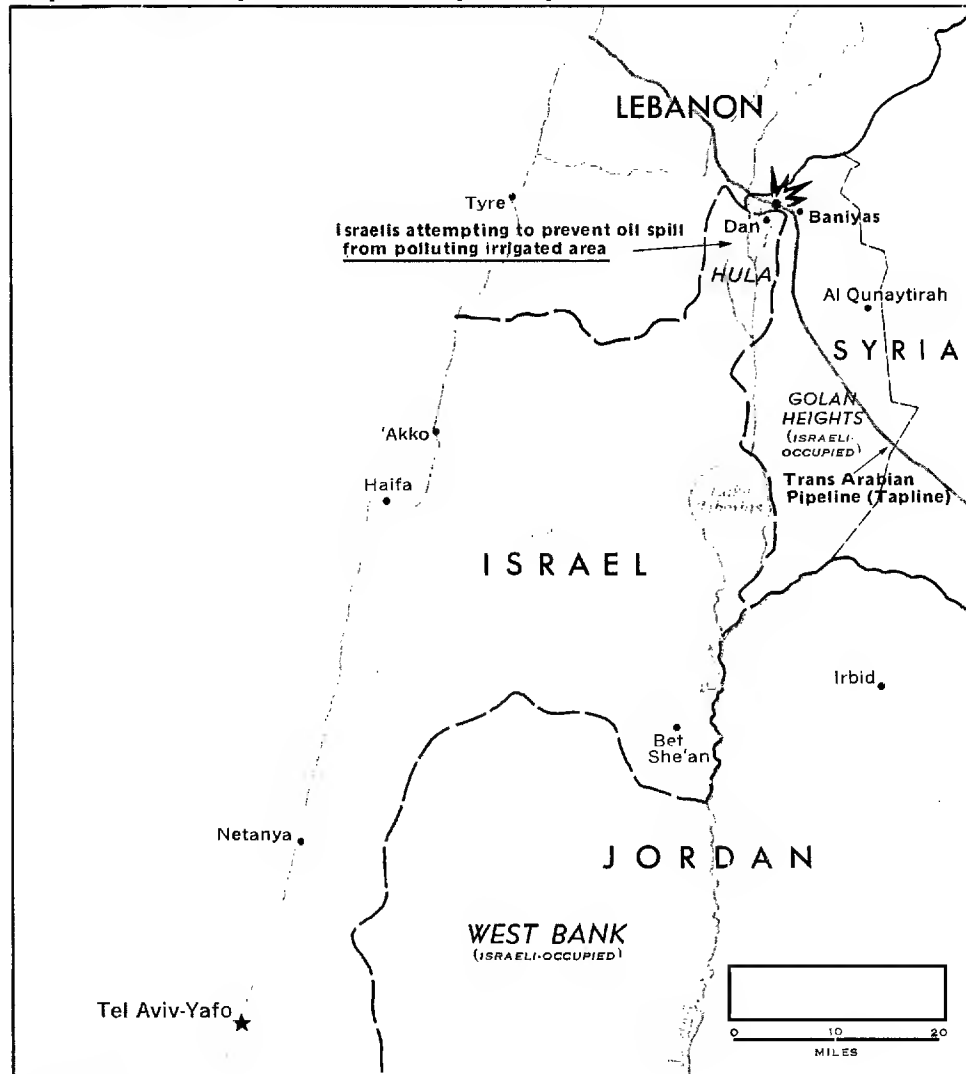 LEBANON
Tyre
Israelis attempting to prevent oil spill
from polluting irrigated area
Dan
Baniyas
HULA
Al Qunaytirah
SYRIA
GOLAN
HEIGHTS
(ISRAELI-
OCCUPIED)
'Akko
Haifa
Trans Arabian
Pipeline (Tapline)
Lake
Tiberias
ISRAEL
Irbid
Bet
She'an
Netanya
JORDAN
WEST BANK
(ISRAELI-OCCUPIED)
Tel Aviv-Yafo
0 10 20
MILES